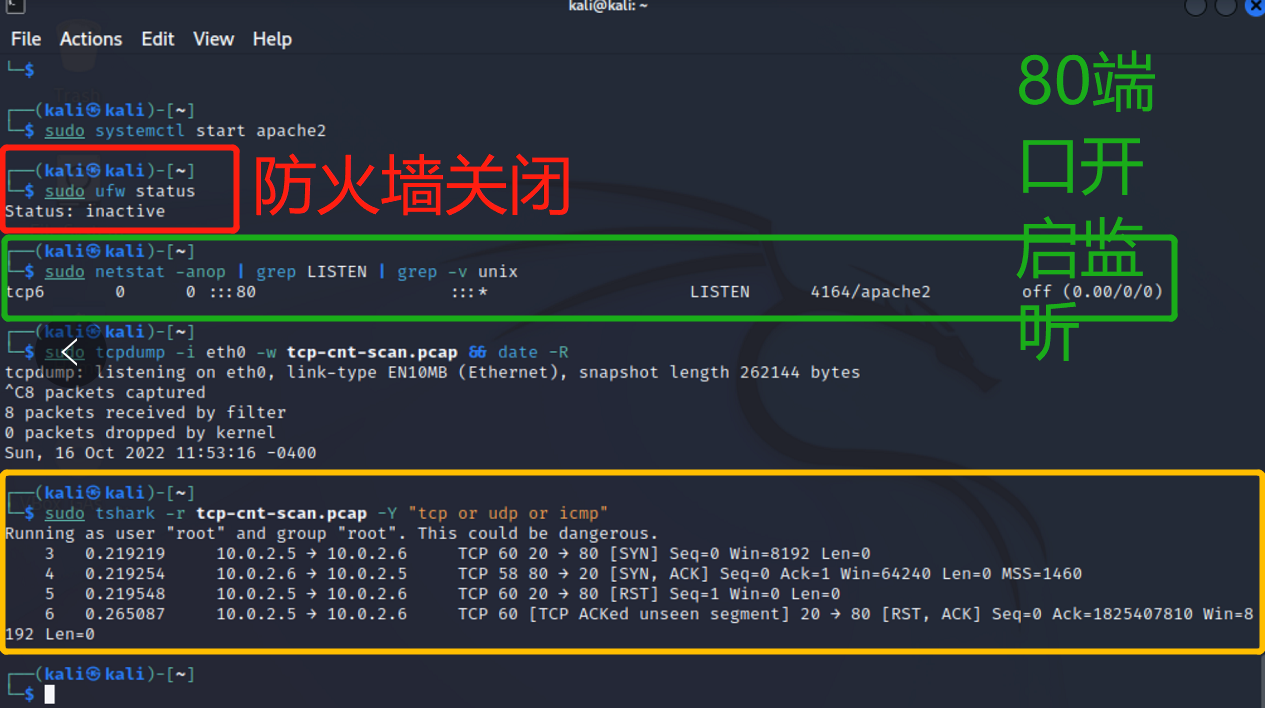 kali@kali: ~
File Actions Edit View Help
└─$
┌──(kali㉿kali)-[~]
└─$ sudo systemctl start apache2
┌──(kali㉿kali)-[~]
└─$ sudo ufw status
Status: inactive
防火墙关闭
80端
口开
启监
听
┌──(kali㉿kali)-[~]
└─$ sudo netstat -anop | grep LISTEN | grep -v unix
tcp6 0 0 :::80 :::* LISTEN 4164/apache2 off (0.00/0/0)
┌──(kali㉿kali)-[~]
└─$ sudo tcpdump -i eth0 -w tcp-cnt-scan.pcap && date -R
tcpdump: listening on eth0, link-type EN10MB (Ethernet), snapshot length 262144 bytes
^C8 packets captured
8 packets received by filter
0 packets dropped by kernel
Sun, 16 Oct 2022 11:53:16 -0400
┌──(kali㉿kali)-[~]
└─$ sudo tshark -r tcp-cnt-scan.pcap -Y "tcp or udp or icmp"
Running as user "root" and group "root". This could be dangerous.
3 0.219219 10.0.2.5 → 10.0.2.6 TCP 60 20 → 80 [SYN] Seq=0 Win=8192 Len=0
4 0.219254 10.0.2.6 → 10.0.2.5 TCP 58 80 → 20 [SYN, ACK] Seq=0 Ack=1 Win=64240 Len=0 MSS=1460
5 0.219548 10.0.2.5 → 10.0.2.6 TCP 60 20 → 80 [RST] Seq=1 Win=0 Len=0
6 0.265087 10.0.2.5 → 10.0.2.6 TCP 60 [TCP ACKed unseen segment] 20 → 80 [RST, ACK] Seq=0 Ack=1825407810 Win=8
192 Len=0
┌──(kali㉿kali)-[~]
└─$